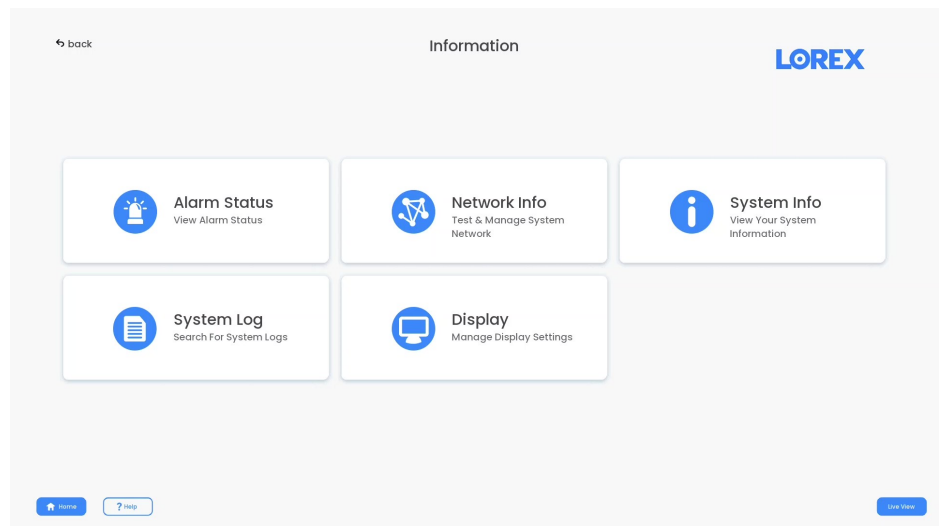 back
Information
LOREX
Alarm Status
View Alarm Status
Network Info
Test & Manage System
Network
System Info
View Your System
Information
System Log
Search For System Logs
Display
Manage Display Settings
Home
? Help
Live View